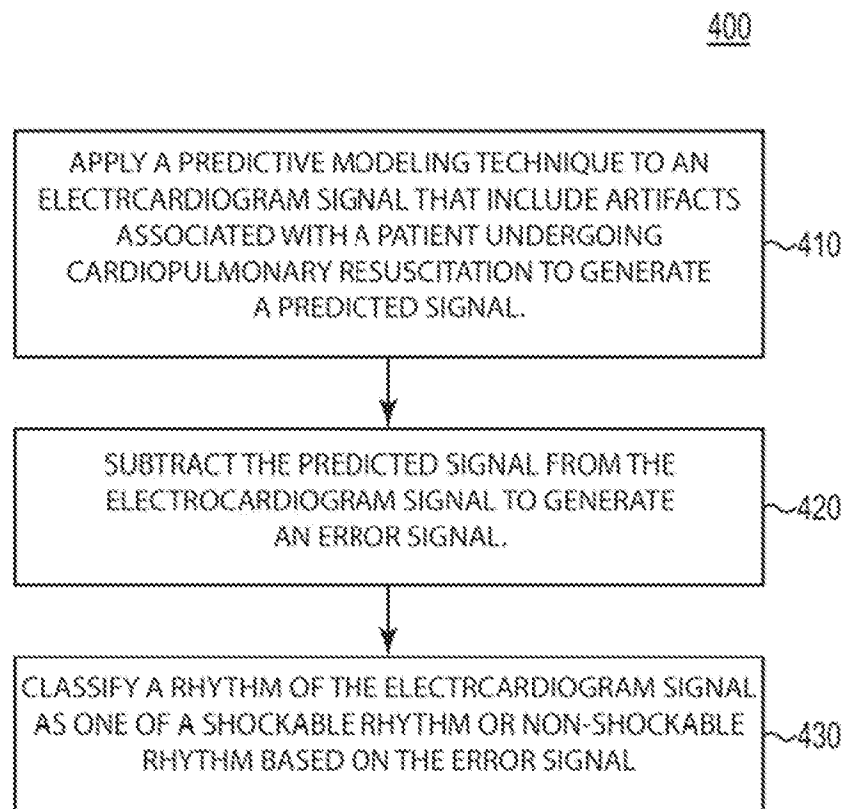 400
APPLY A PREDICTIVE MODELING TECHNIQUE TO AN
ELECTRCARDIOGRAM SIGNAL THAT INCLUDE ARTIFACTS
ASSOCIATED WITH A PATIENT UNDERGOING
CARDIOPULMONARY RESUSCITATION TO GENERATE
A PREDICTED SIGNAL.
410
SUBTRACT THE PREDICTED SIGNAL FROM THE
ELECTROCARDIOGRAM SIGNAL TO GENERATE
AN ERROR SIGNAL.
420
CLASSIFY A RHYTHM OF THE ELECTRCARDIOGRAM SIGNAL
AS ONE OF A SHOCKABLE RHYTHM OR NON-SHOCKABLE
RHYTHM BASED ON THE ERROR SIGNAL
430